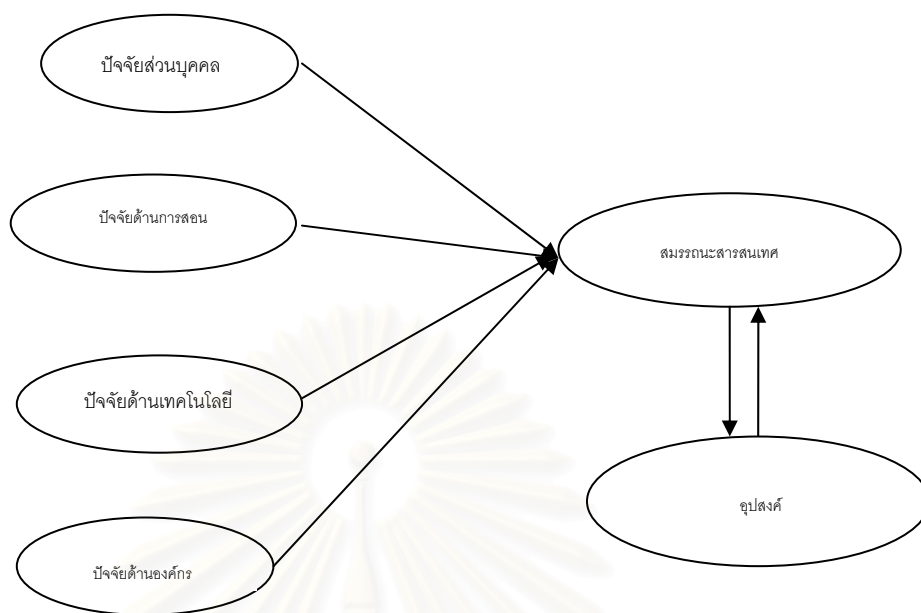 ปัจจัยส่วนบุคคล
ปัจจัยด้านการสอน
สมรรถนะสารสนเทศ
ปัจจัยด้านเทคโนโลยี
อุปสงค์
ปัจจัยด้านองค์กร